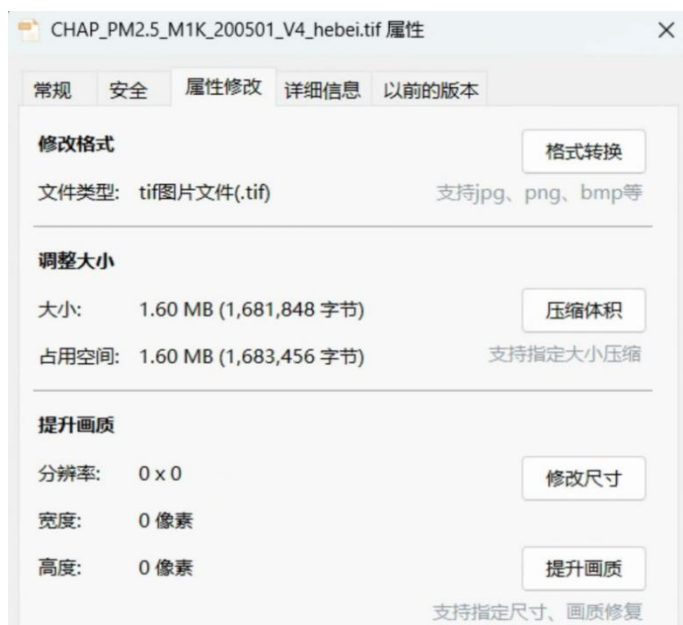 CHAP_PM2.5_M1K_200501_V4_hebei.tif 属性
常规 安全 属性修改 详细信息 以前的版本
修改格式
格式转换
文件类型: tif图片文件(.tif) 支持jpg、png、bmp等
调整大小
大小: 1.60 MB (1,681,848 字节) 压缩体积
占用空间: 1.60 MB (1,683,456 字节) 支持指定大小压缩
提升画质
分辨率: 0 x 0 修改尺寸
宽度: 0 像素
高度: 0 像素 提升画质
支持指定尺寸、画质修复